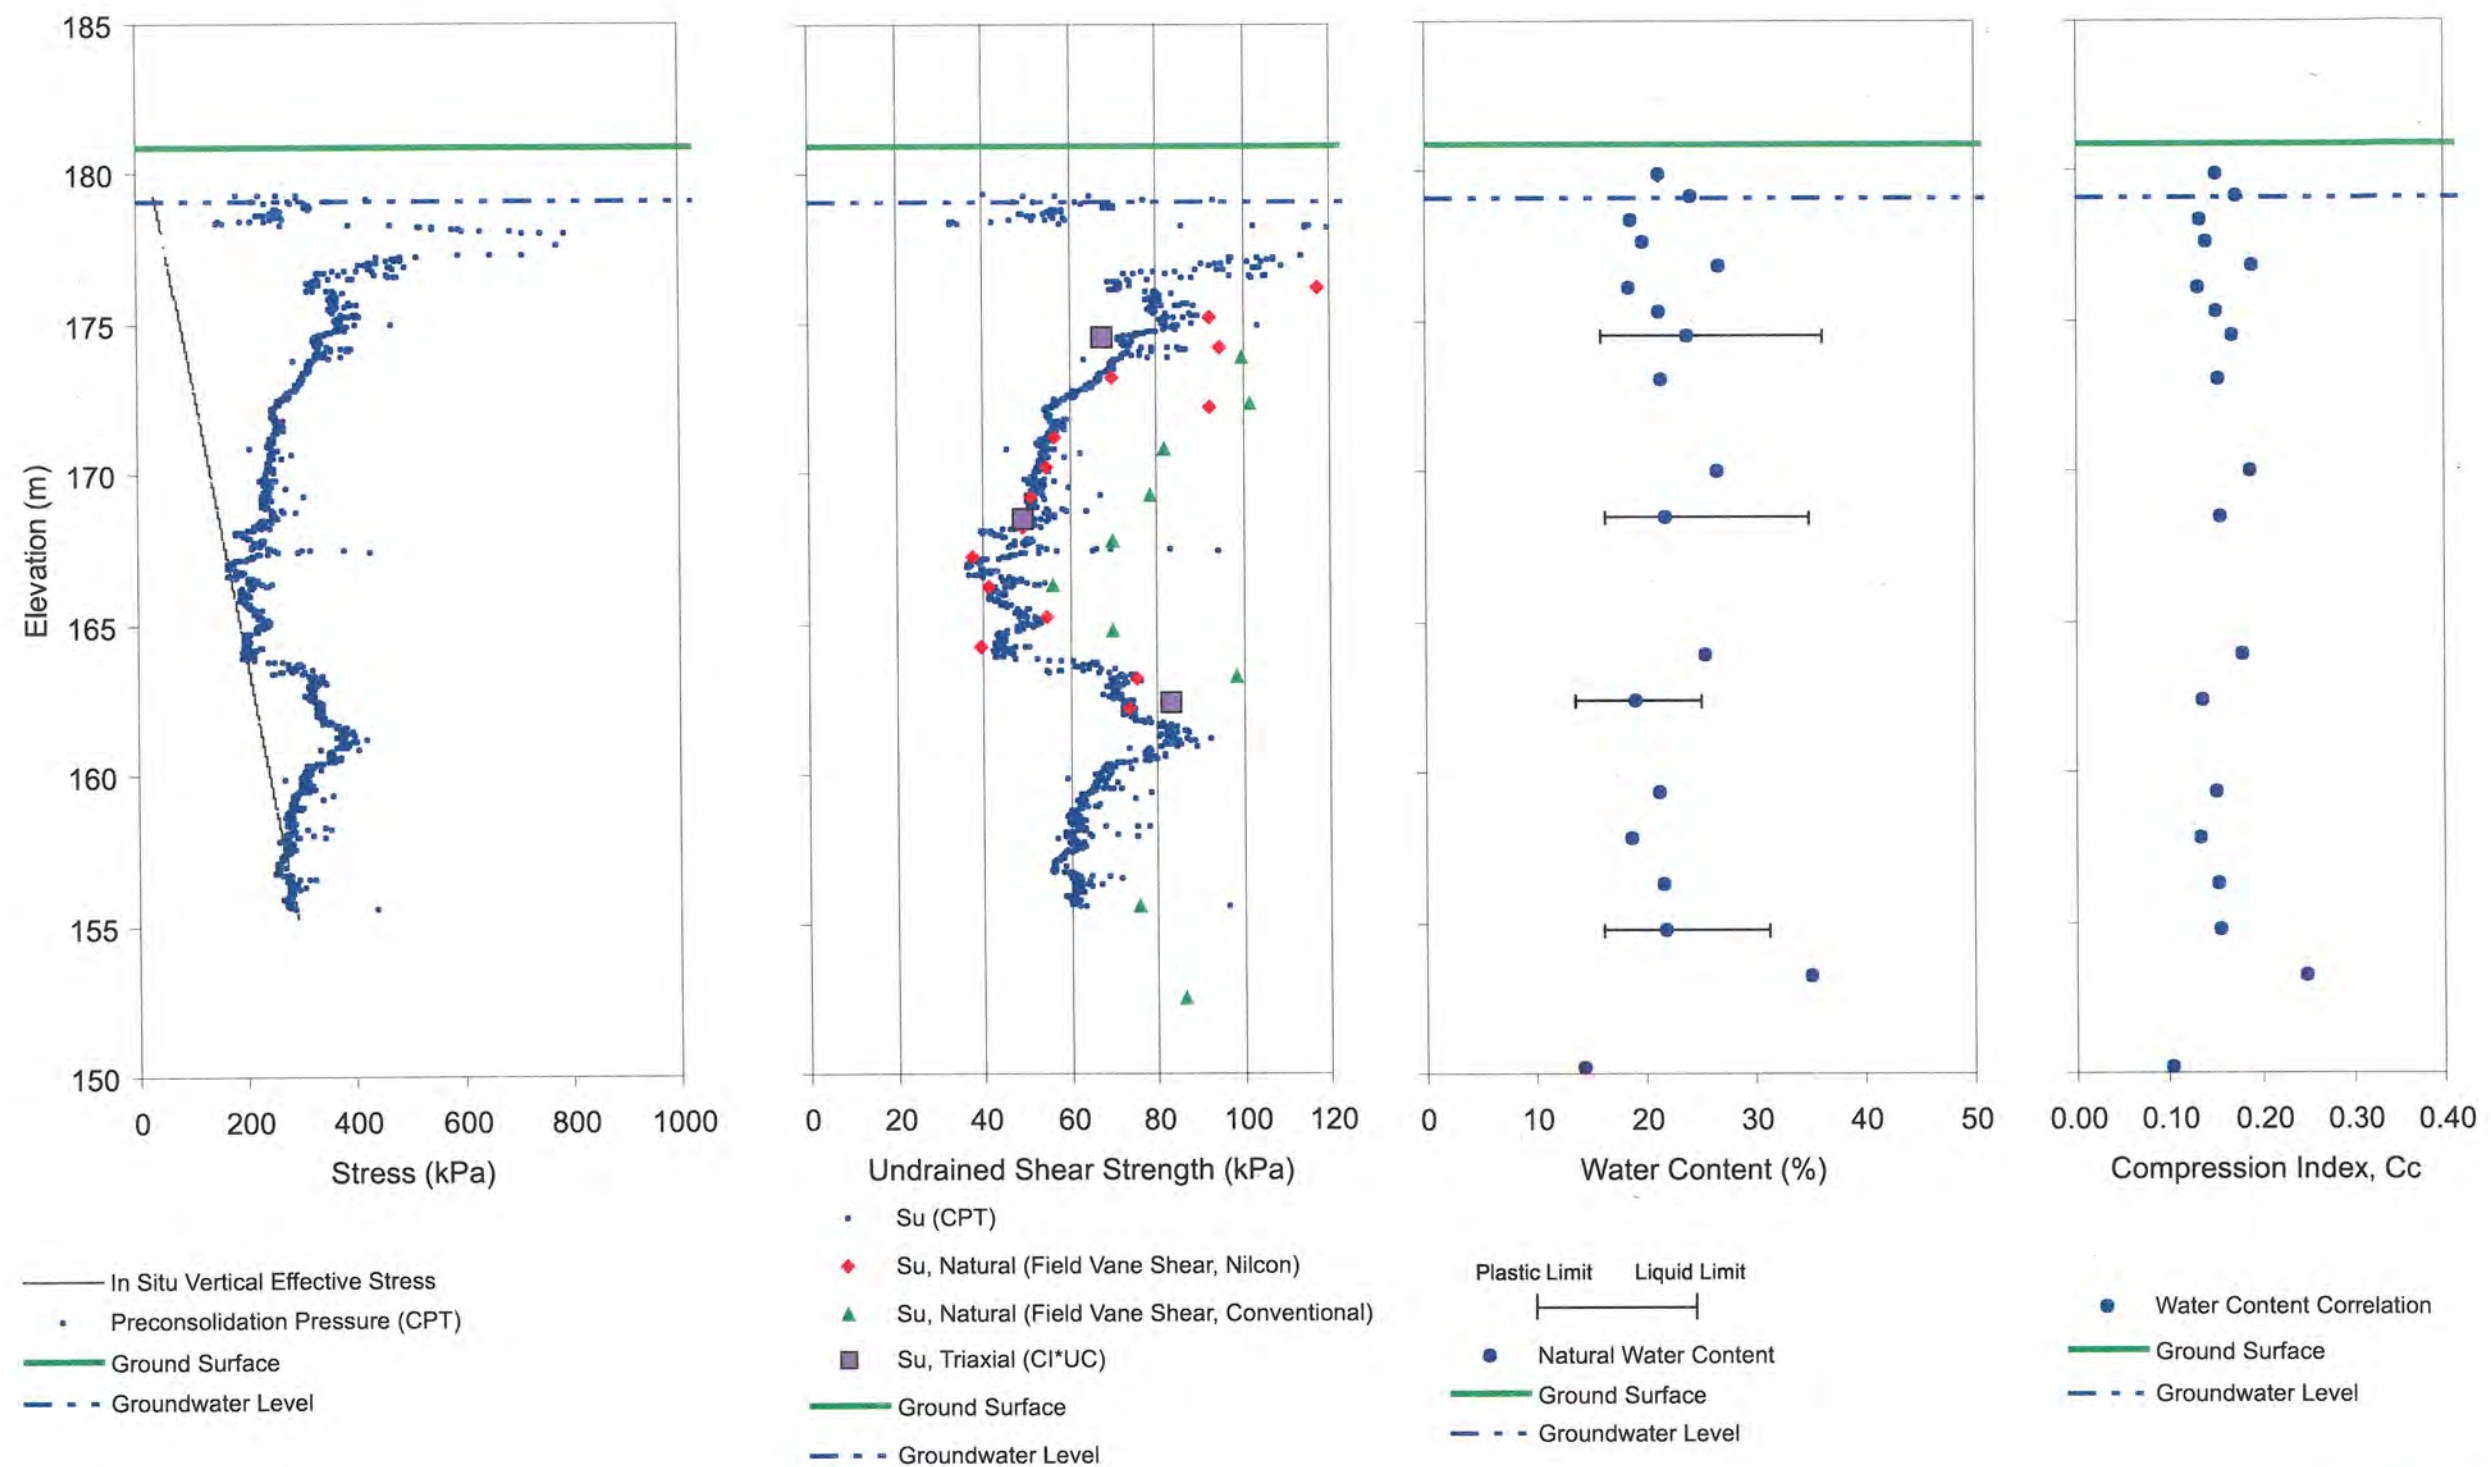 185
180
175
170
165
160
155
150
Elevation (m)
0 200 400 600 800 1000
Stress (kPa)
In Situ Vertical Effective Stress
Preconsolidation Pressure (CPT)
Ground Surface
Groundwater Level
0 20 40 60 80 100 120
Undrained Shear Strength (kPa)
Su (CPT)
Su, Natural (Field Vane Shear, Nilcon)
Su, Natural (Field Vane Shear, Conventional)
Su, Triaxial (CI*UC)
Ground Surface
Groundwater Level
0 10 20 30 40 50
Water Content (%)
Plastic Limit Liquid Limit
Natural Water Content
Ground Surface
Groundwater Level
0.00 0.10 0.20 0.30 0.40
Compression Index, Cc
Water Content Correlation
Ground Surface
Groundwater Level